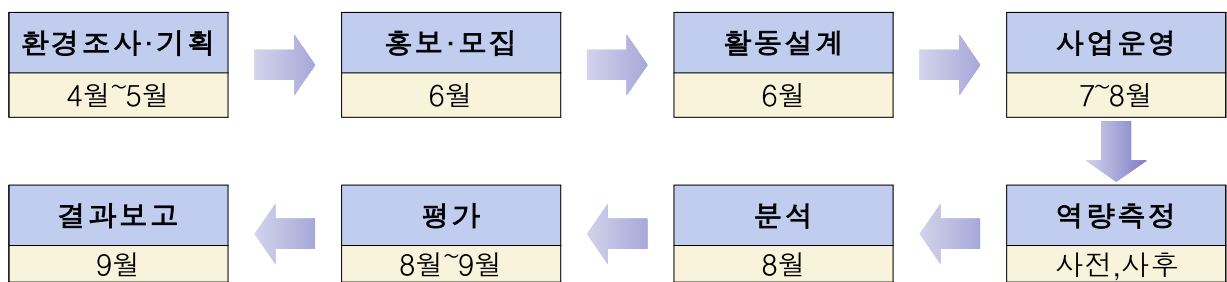 환경조사·기획
4월~5월
홍보·모집
6월
활동설계
6월
사업운영
7~8월
역량측정
사전,사후
분석
8월
평가
8월~9월
결과보고
9월